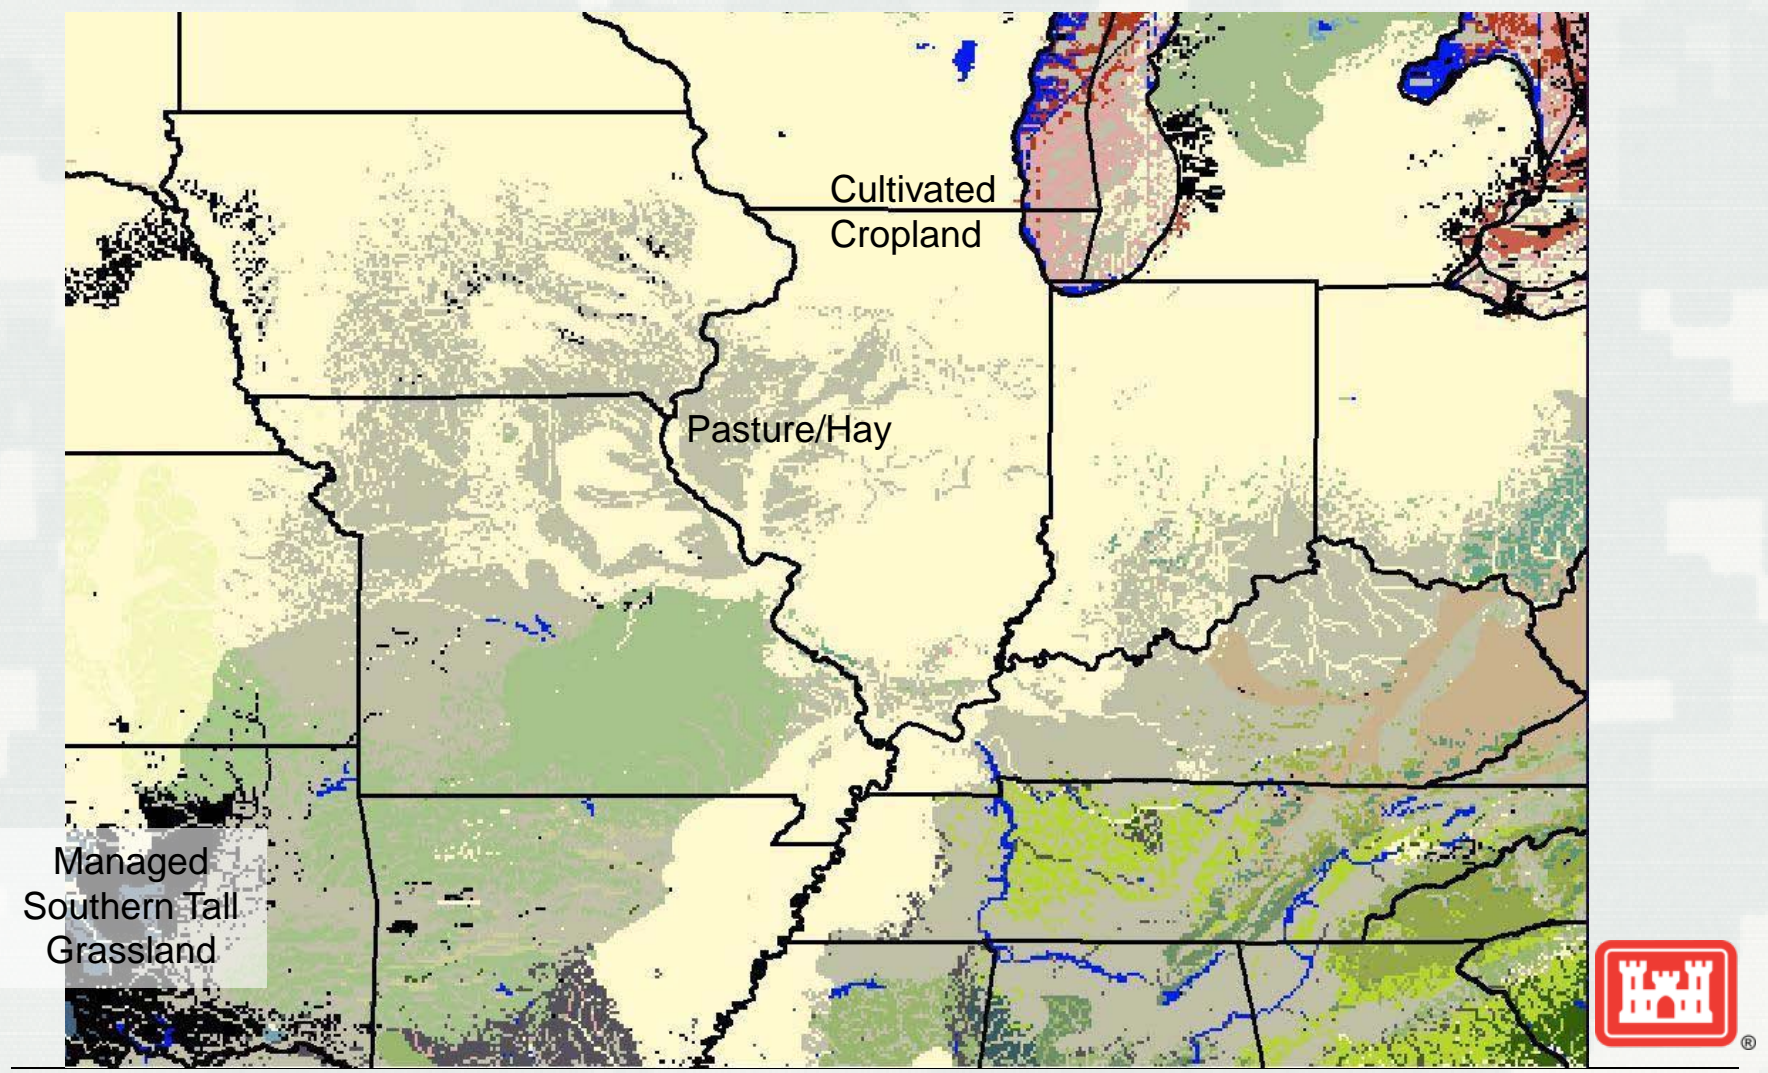 Cultivated
Cropland
Pasture/Hay
Managed
Southern Tall
Grassland
®